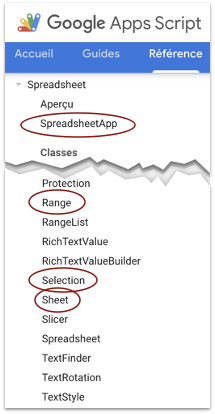 Google Apps Script
Accueil Guides Référence
Spreadsheet
Aperçu
SpreadsheetApp
Classes
Protection
Range
RangeList
RichTextValue
RichTextValueBuilder
Selection
Sheet
Slicer
Spreadsheet
TextFinder
TextRotation
TextStyle